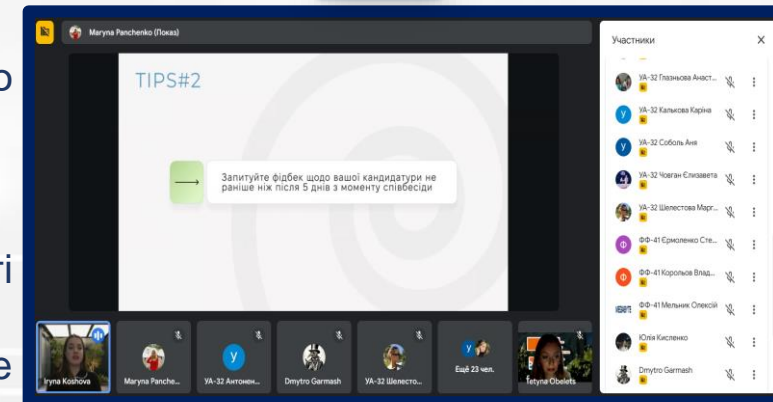 о
ті
е
Maryna Panchenko (Показ)
TIPS#2
Запитуйте фідбек щодо вашої кандидатури не
раніше ніж після 5 днів з моменту співбесіди
Участники
УА-32 Глазньова Анаст...
У
УА-32 Калькова Каріна
У
УА-32 Соболь Аня
УА-32 Човган Єлизавета
УА-32 Шелестова Марг...
Ф
ФФ-41 Єрмоленко Сте...
Ф
ФФ-41 Корольов Влад...
ФФ-41 Мельник Олексій
Юлія Кисленко
Dmytro Garmash
Iryna Koshova
Maryna Panche...
У
УА-32 Антонен...
Dmytro Garmash
УА-32 Шелесто...
У
Ещё 23 чел.
Tetyna Obelets